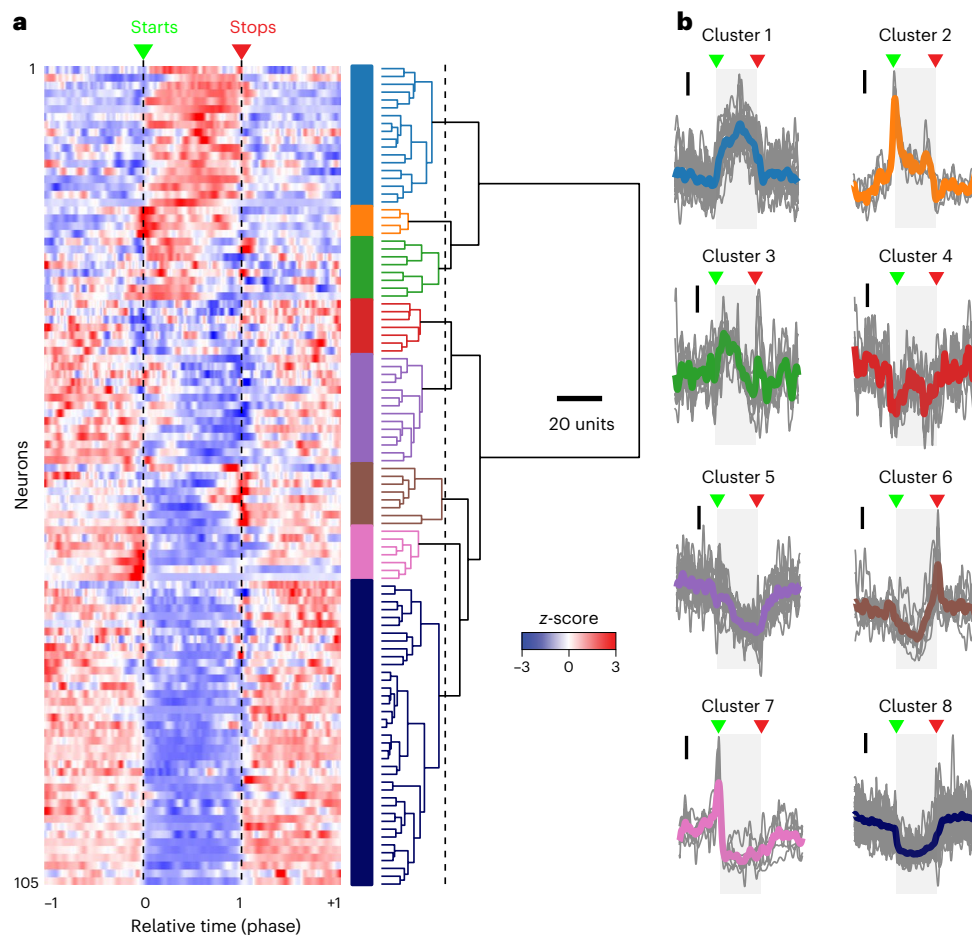 a
Starts
Stops
1
Neurons
105
–1
0
1
+1
Relative time (phase)
20 units
z-score
–3
0
3
b
Cluster 1
Cluster 2
Cluster 3
Cluster 4
Cluster 5
Cluster 6
Cluster 7
Cluster 8